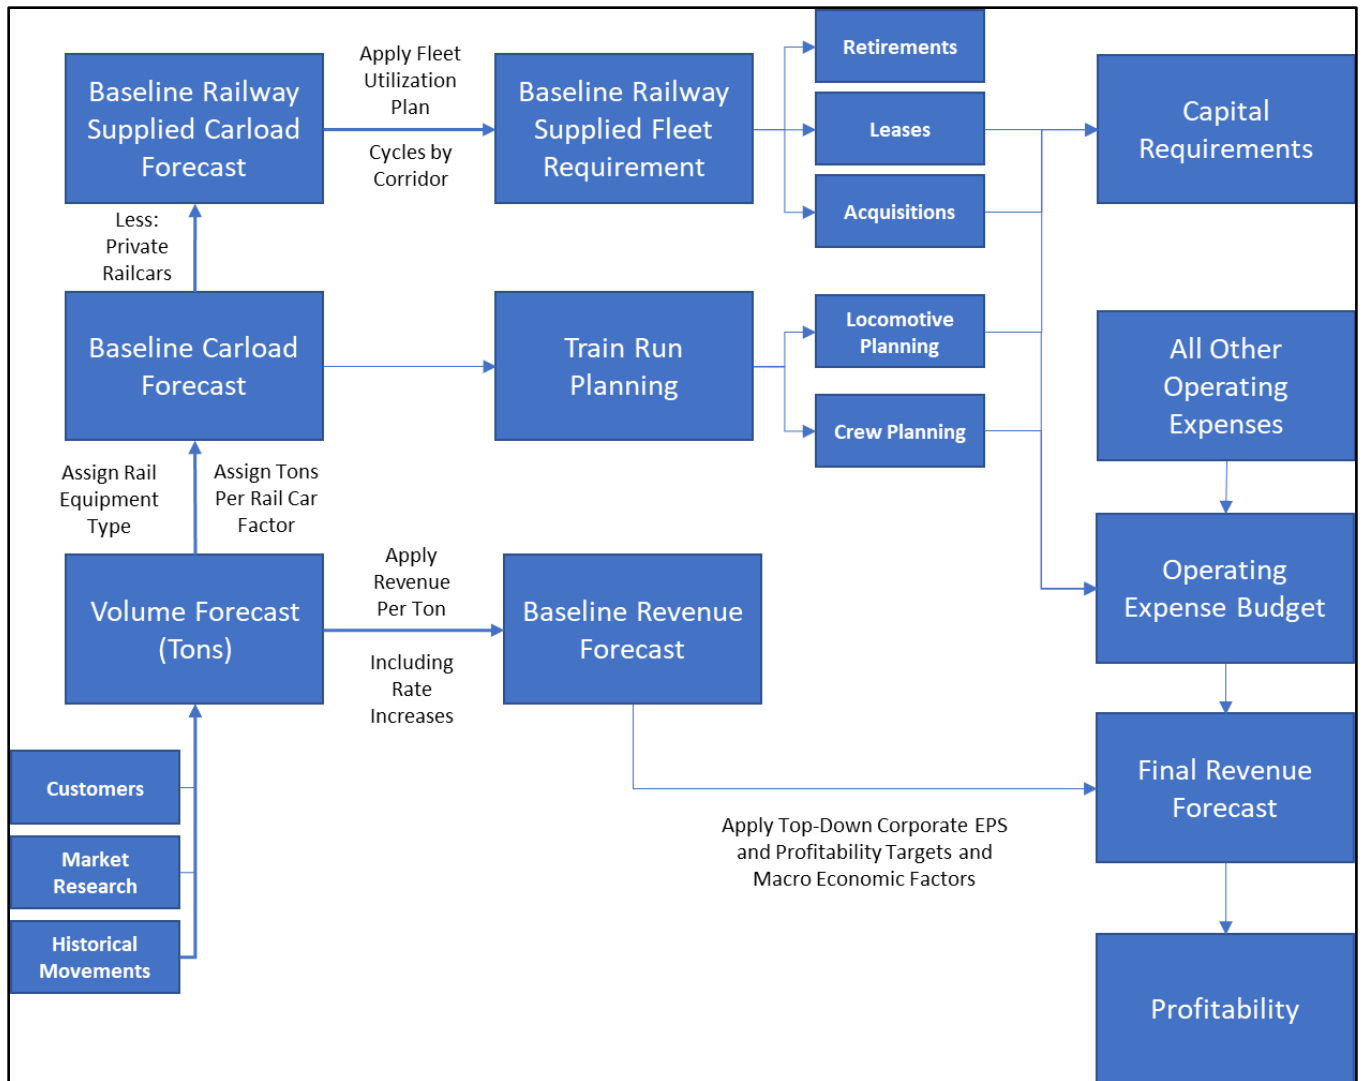 Baseline Railway
Supplied Carload
Forecast
Apply Fleet
Utilization
Plan
Cycles by
Corridor
Baseline Railway
Supplied Fleet
Requirement
Retirements
Leases
Acquisitions
Capital
Requirements
Less:
Private
Railcars
Baseline Carload
Forecast
Train Run
Planning
Locomotive
Planning
Crew Planning
All Other
Operating
Expenses
Assign Rail
Equipment
Type
Assign Tons
Per Rail Car
Factor
Volume Forecast
(Tons)
Apply
Revenue
Per Ton
Including
Rate
Increases
Baseline Revenue
Forecast
Operating
Expense Budget
Customers
Market
Research
Historical
Movements
Apply Top-Down Corporate EPS
and Profitability Targets and
Macro Economic Factors
Final Revenue
Forecast
Profitability